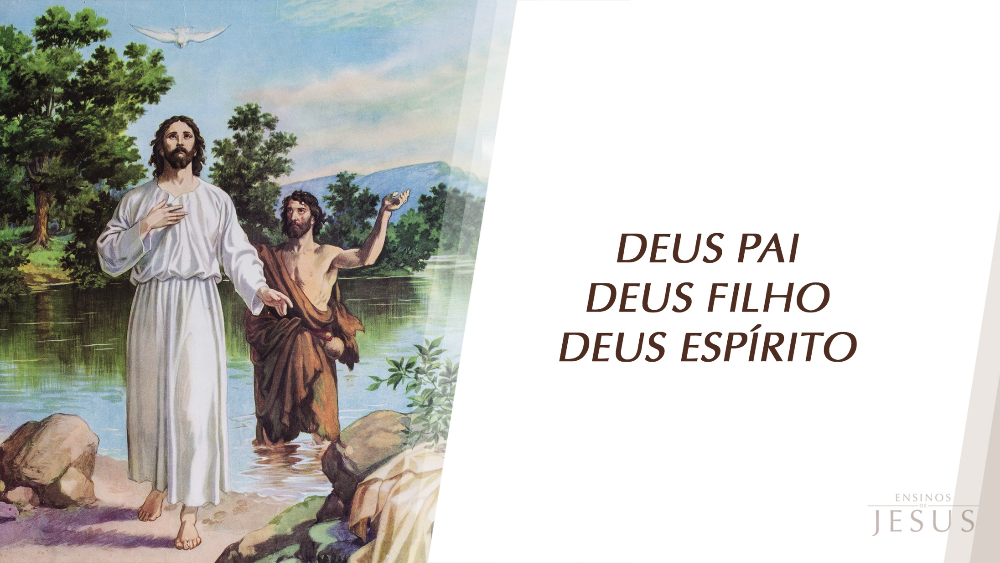 DEUS PAI
DEUS FILHO
DEUS ESPÍRITO
ENSINOS
DE
JESUS